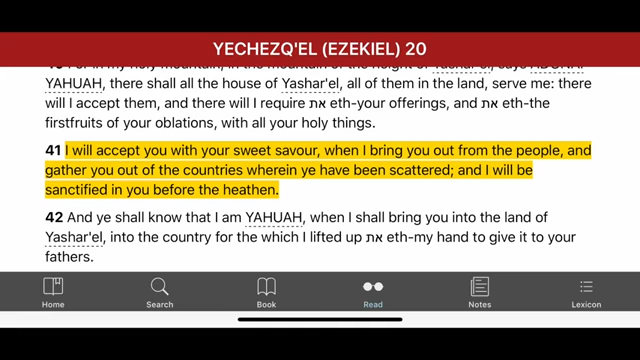 YECHEZQ'EL (EZEKIEL) 20
YAHUAH, there shall all the house of Yashar'el, all of them in the land, serve me: there
will I accept them, and there will I require את eth-your offerings, and את eth-the
firstfruits of your oblations, with all your holy things.
41 I will accept you with your sweet savour, when I bring you out from the people, and
gather you out of the countries wherein ye have been scattered; and I will be
sanctified in you before the heathen.
42 And ye shall know that I am YAHUAH, when I shall bring you into the land of
Yashar'el, into the country for the which I lifted up את eth-my hand to give it to your
fathers.
Home Search Book Read Notes Lexicon